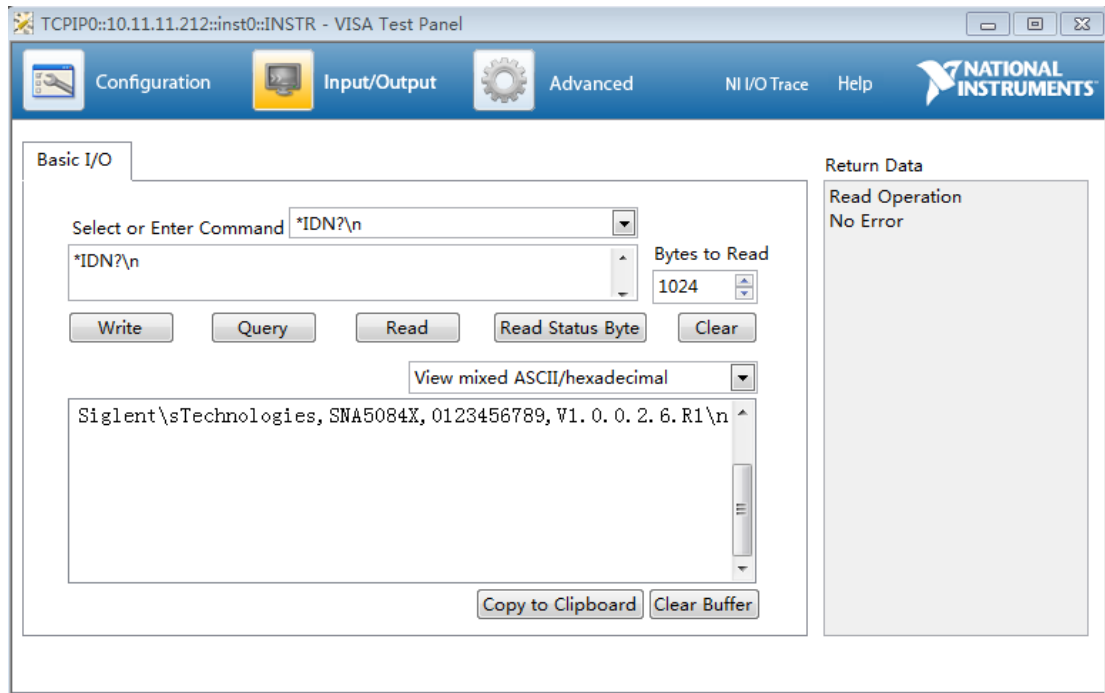 TCPIP0::10.11.11.212::inst0::INSTR - VISA Test Panel
Configuration Input/Output Advanced NI I/O Trace Help NATIONAL INSTRUMENTS
Basic I/O
Return Data
Read Operation
No Error
Select or Enter Command *IDN?\n
*IDN?\n
Bytes to Read
1024
Write Query Read Read Status Byte Clear
View mixed ASCII/hexadecimal
Siglent\sTechnologies,SNA5084X,0123456789,V1.0.0.2.6.R1\n
Copy to Clipboard Clear Buffer